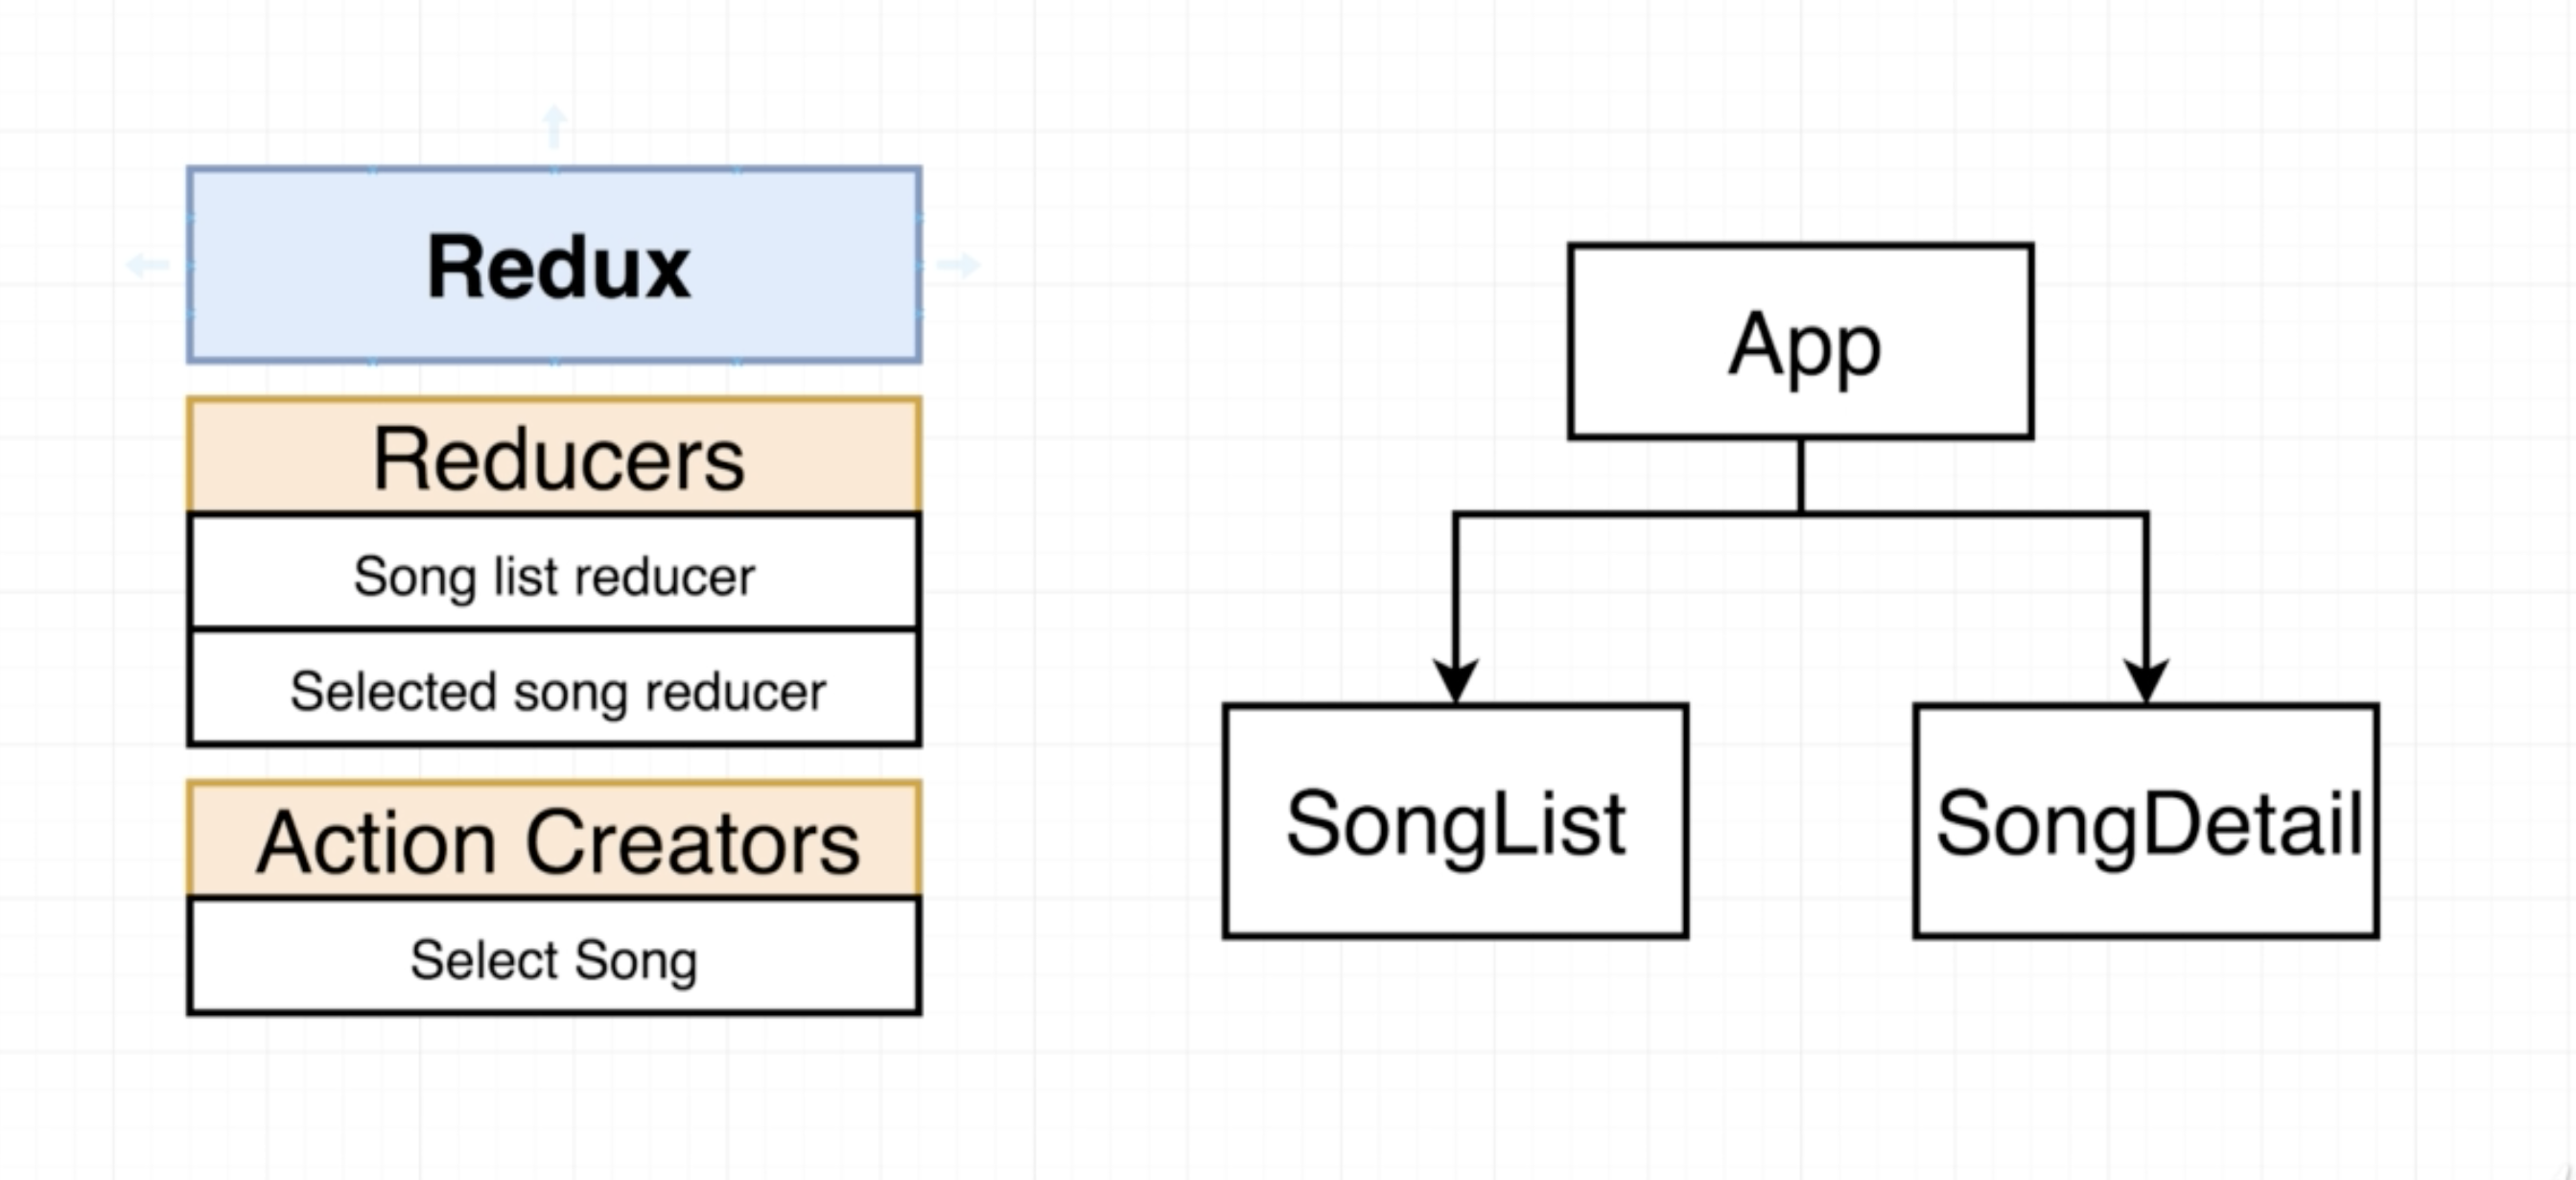 Redux
Reducers
Song list reducer
Selected song reducer
Action Creators
Select Song
App
SongList
SongDetail